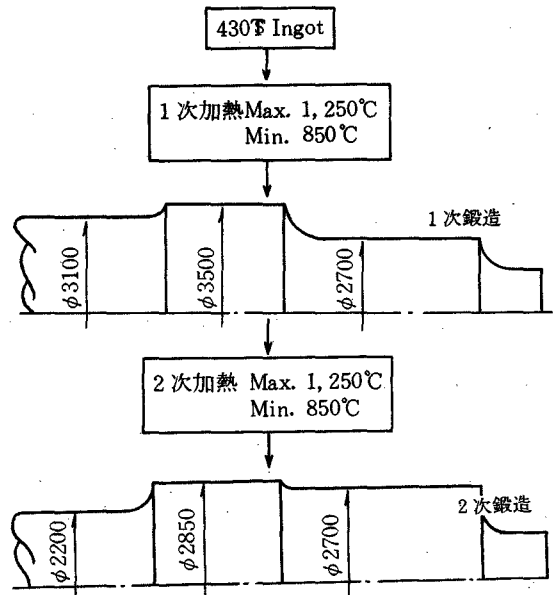 430T Ingot
1次加熱Max. 1,250℃
Min. 850℃
1次鍛造
φ3100
φ3500
φ2700
2次加熱 Max. 1,250℃
Min. 850℃
2次鍛造
φ2200
φ2850
φ2700